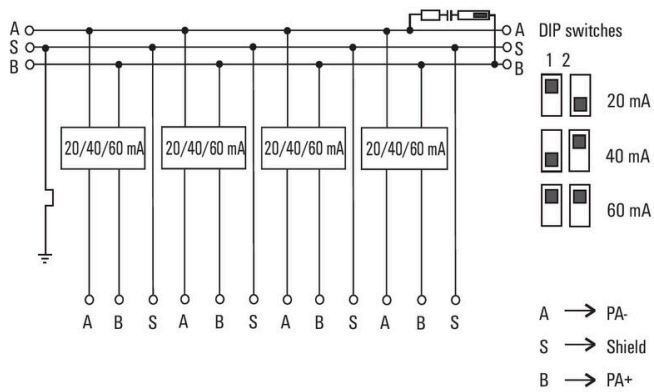 A A DIP switches
S S
B B
1 2
20 mA
20/40/60 mA 20/40/60 mA 20/40/60 mA 20/40/60 mA
40 mA
60 mA
A B S A B S A B S A B S
A → PA-
S → Shield
B → PA+